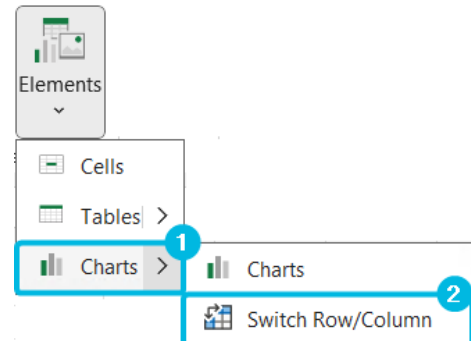 Elements
Cells
Tables
1
Charts
Charts
2
Switch Row/Column